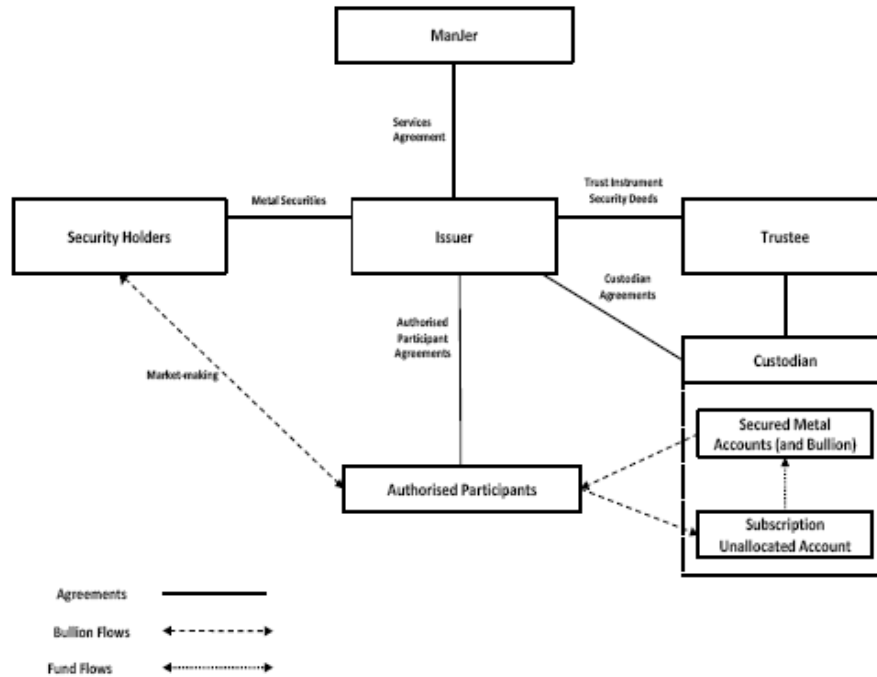 ManJer
Services
Agreement
Metal Securities
Trust Instrument
Security Deeds
Security Holders
Issuer
Trustee
Custodian
Agreements
Authorised
Participant
Agreements
Custodian
Market-making
Secured Metal
Accounts (and Bullion)
Authorised Participants
Subscription
Unallocated Account
Agreements
Bullion Flows
Fund Flows